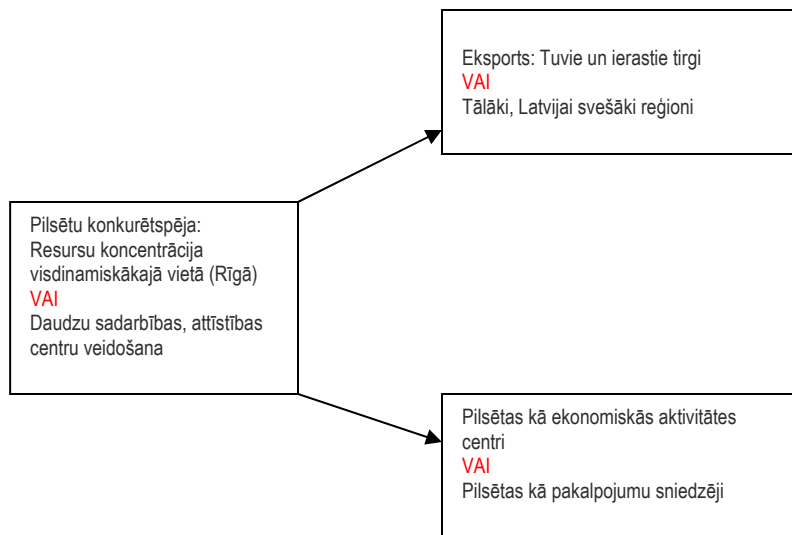 Eksports: Tuvie un ierastie tirgi
VAI
Tālāki, Latvijai svešāki reģioni
Pilsētu konkurētspēja:
Resursu koncentrācija
visdinamiskākajā vietā (Rīgā)
VAI
Daudzu sadarbības, attīstības
centru veidošana
Pilsētas kā ekonomiskās aktivitātes
centri
VAI
Pilsētas kā pakalpojumu sniedzēji